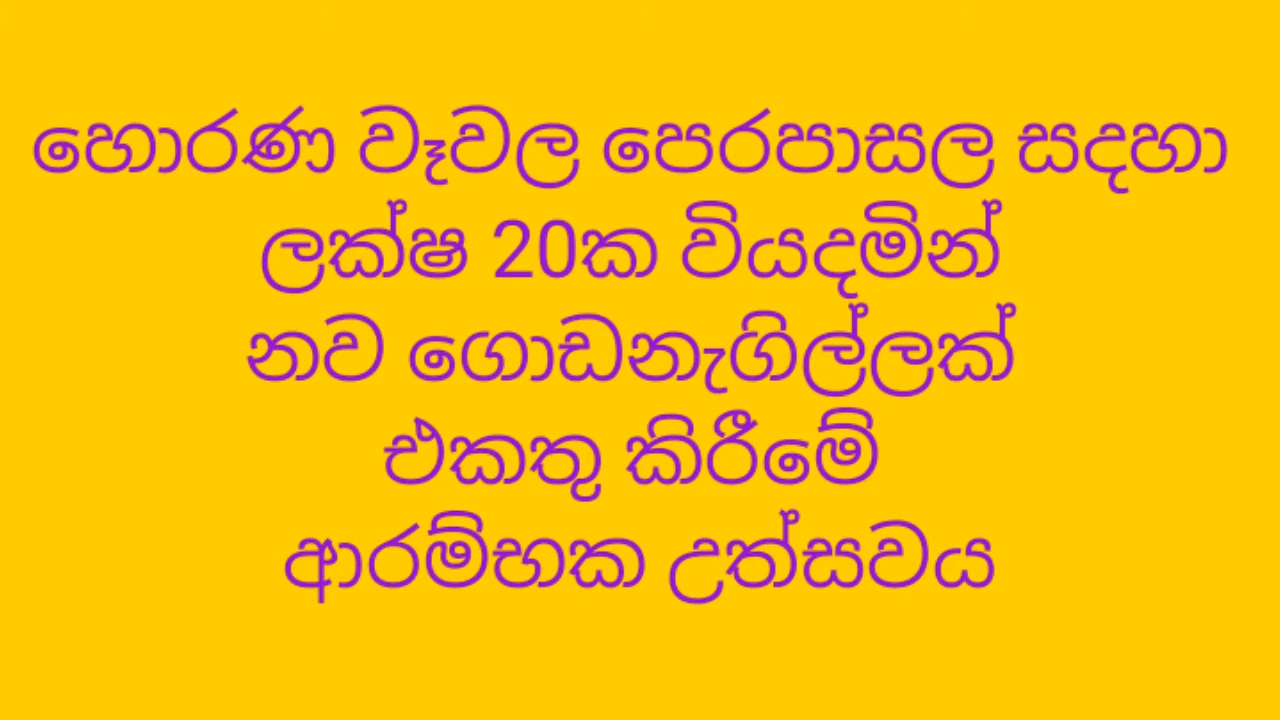 හොරණ වෑවල පෙරපාසල සදහා
ලක්ෂ 20ක වියදමින්
නව ගොඩනැගිල්ලක්
එකතු කිරීමේ
ආරම්භක උත්සවය